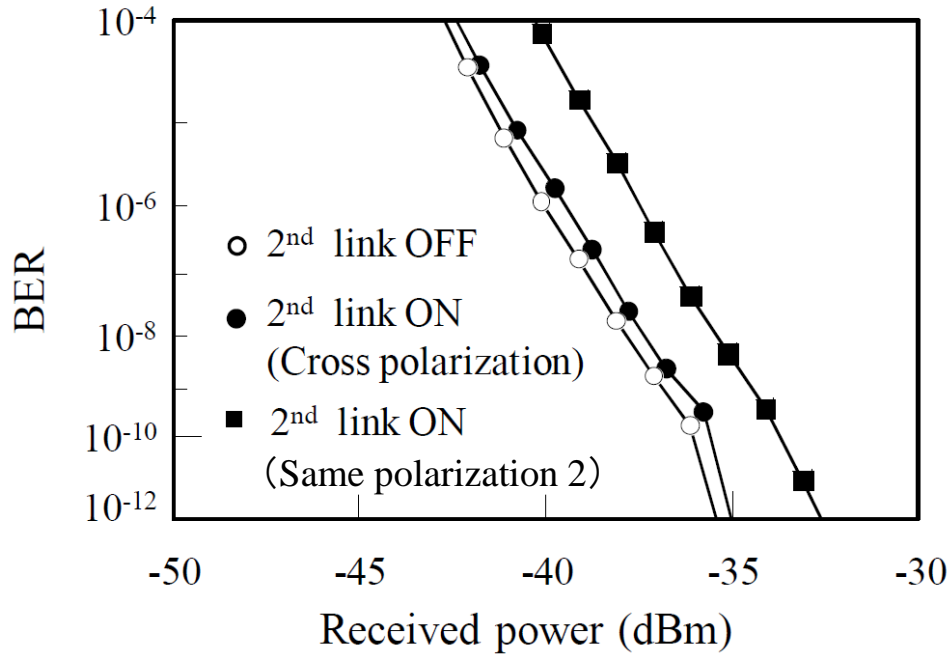 10-4
10-6
10-8
10-10
10-12
BER
2nd link OFF
2nd link ON
(Cross polarization)
2nd link ON
（Same polarization 2）
-50 -45 -40 -35 -30
Received power (dBm)